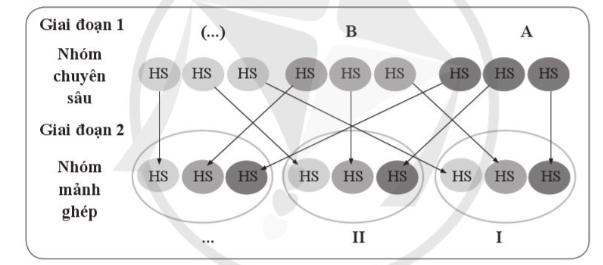 Giai đoạn 1
(...) B A
Nhóm
chuyên
sâu
HS HS HS HS HS HS HS HS HS
Giai đoạn 2
Nhóm
mảnh
ghép
HS HS HS HS HS HS HS HS HS
... II I